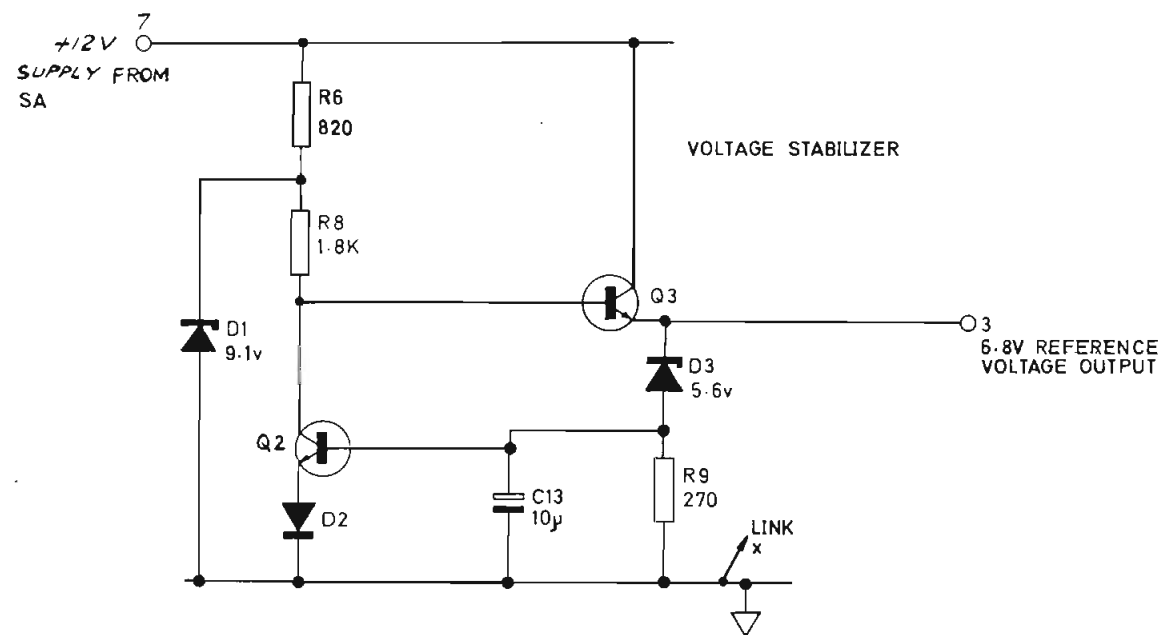 7
+12V
SUPPLY FROM
SA
R6
820
VOLTAGE STABILIZER
R8
1.8K
Q3
D1
9.1v
3
6.8V REFERENCE
VOLTAGE OUTPUT
D3
5.6v
Q2
D2
C13
10µ
R9
270
LINK
x